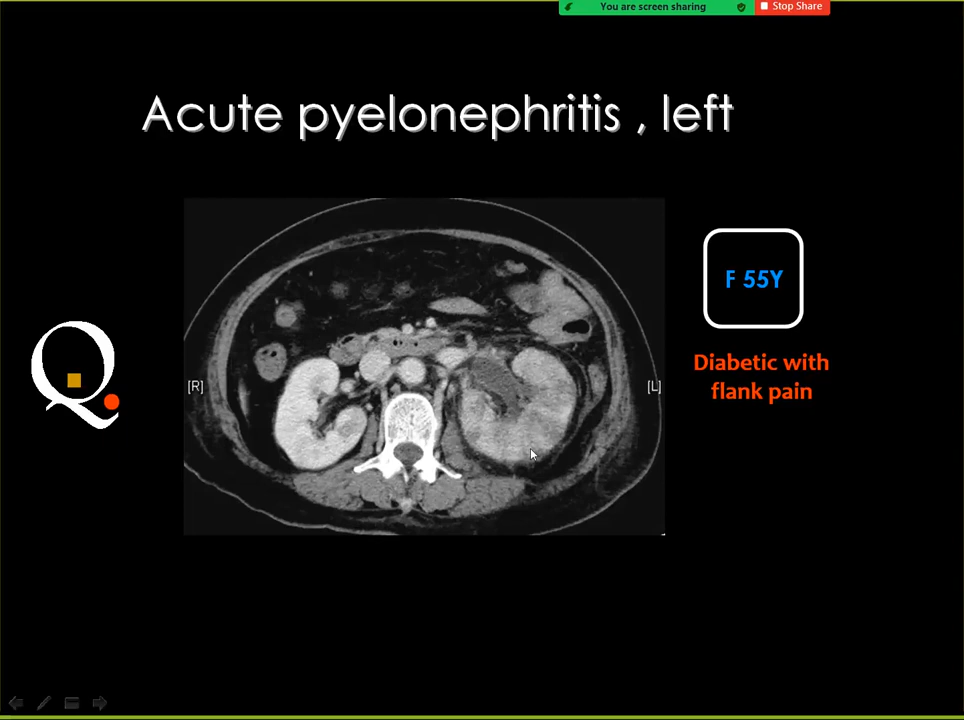 You are screen sharing
Stop Share
Acute pyelonephritis , left
F 55Y
Diabetic with
flank pain
Q
[R]
[L]